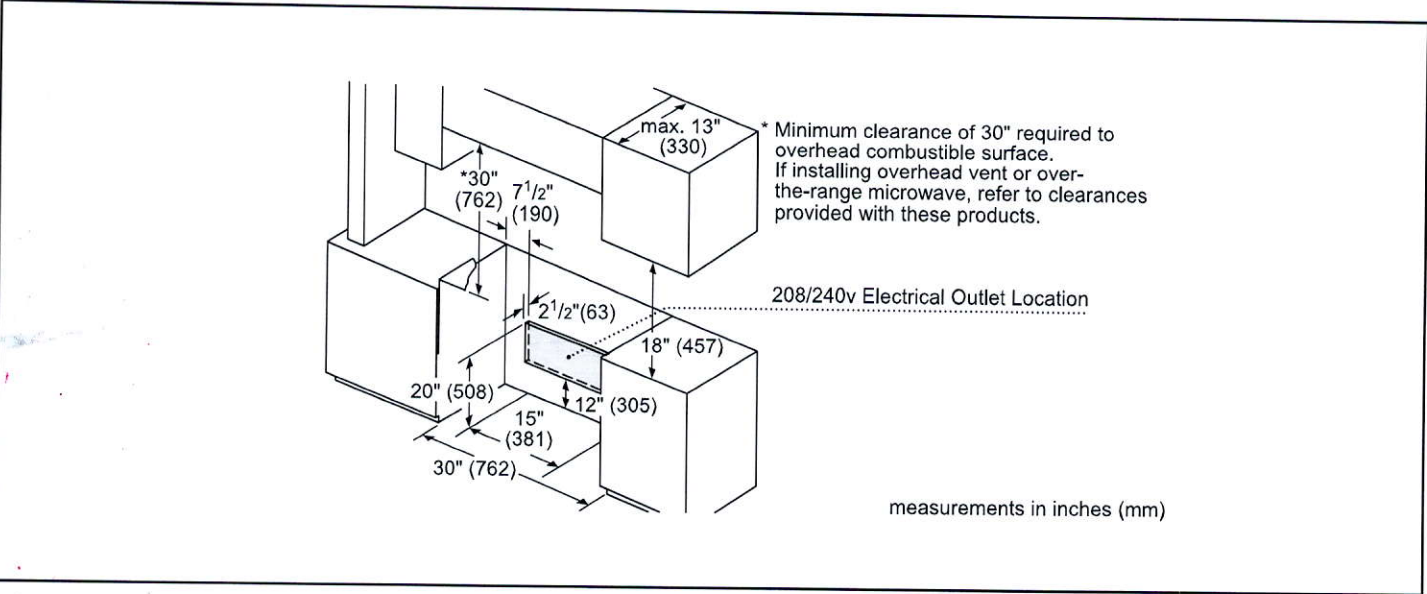 max. 13"
(330)
* Minimum clearance of 30" required to
overhead combustible surface.
If installing overhead vent or over-
the-range microwave, refer to clearances
provided with these products.
*30"
(762)
7 1/2"
(190)
208/240v Electrical Outlet Location
2 1/2"(63)
18" (457)
20" (508)
12" (305)
15"
(381)
30" (762)
measurements in inches (mm)